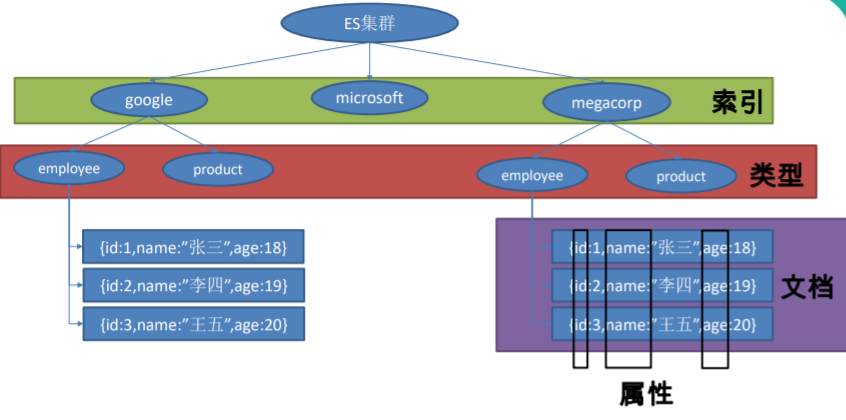 ES集群
google
microsoft
megacorp
索引
employee
product
employee
product
类型
{id:1,name:”张三”,age:18}
{id:2,name:”李四”,age:19}
{id:3,name:”王五”,age:20}
{id:1,name:”张三”,age:18}
{id:2,name:”李四”,age:19}
{id:3,name:”王五”,age:20}
文档
属性